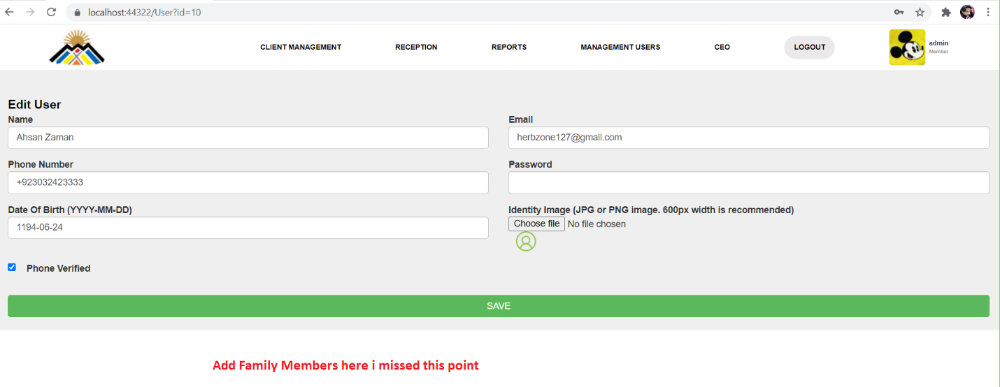 localhost:44322/User?id=10
CLIENT MANAGEMENT RECEPTION REPORTS MANAGEMENT USERS CEO LOGOUT admin
Member
Edit User
Name Email
Ahsan Zaman herbzone127@gmail.com
Phone Number Password
+923032423333
Date Of Birth (YYYY-MM-DD) Identity Image (JPG or PNG image. 600px width is recommended)
1194-06-24 Choose file No file chosen
Phone Verified
SAVE
Add Family Members here i missed this point